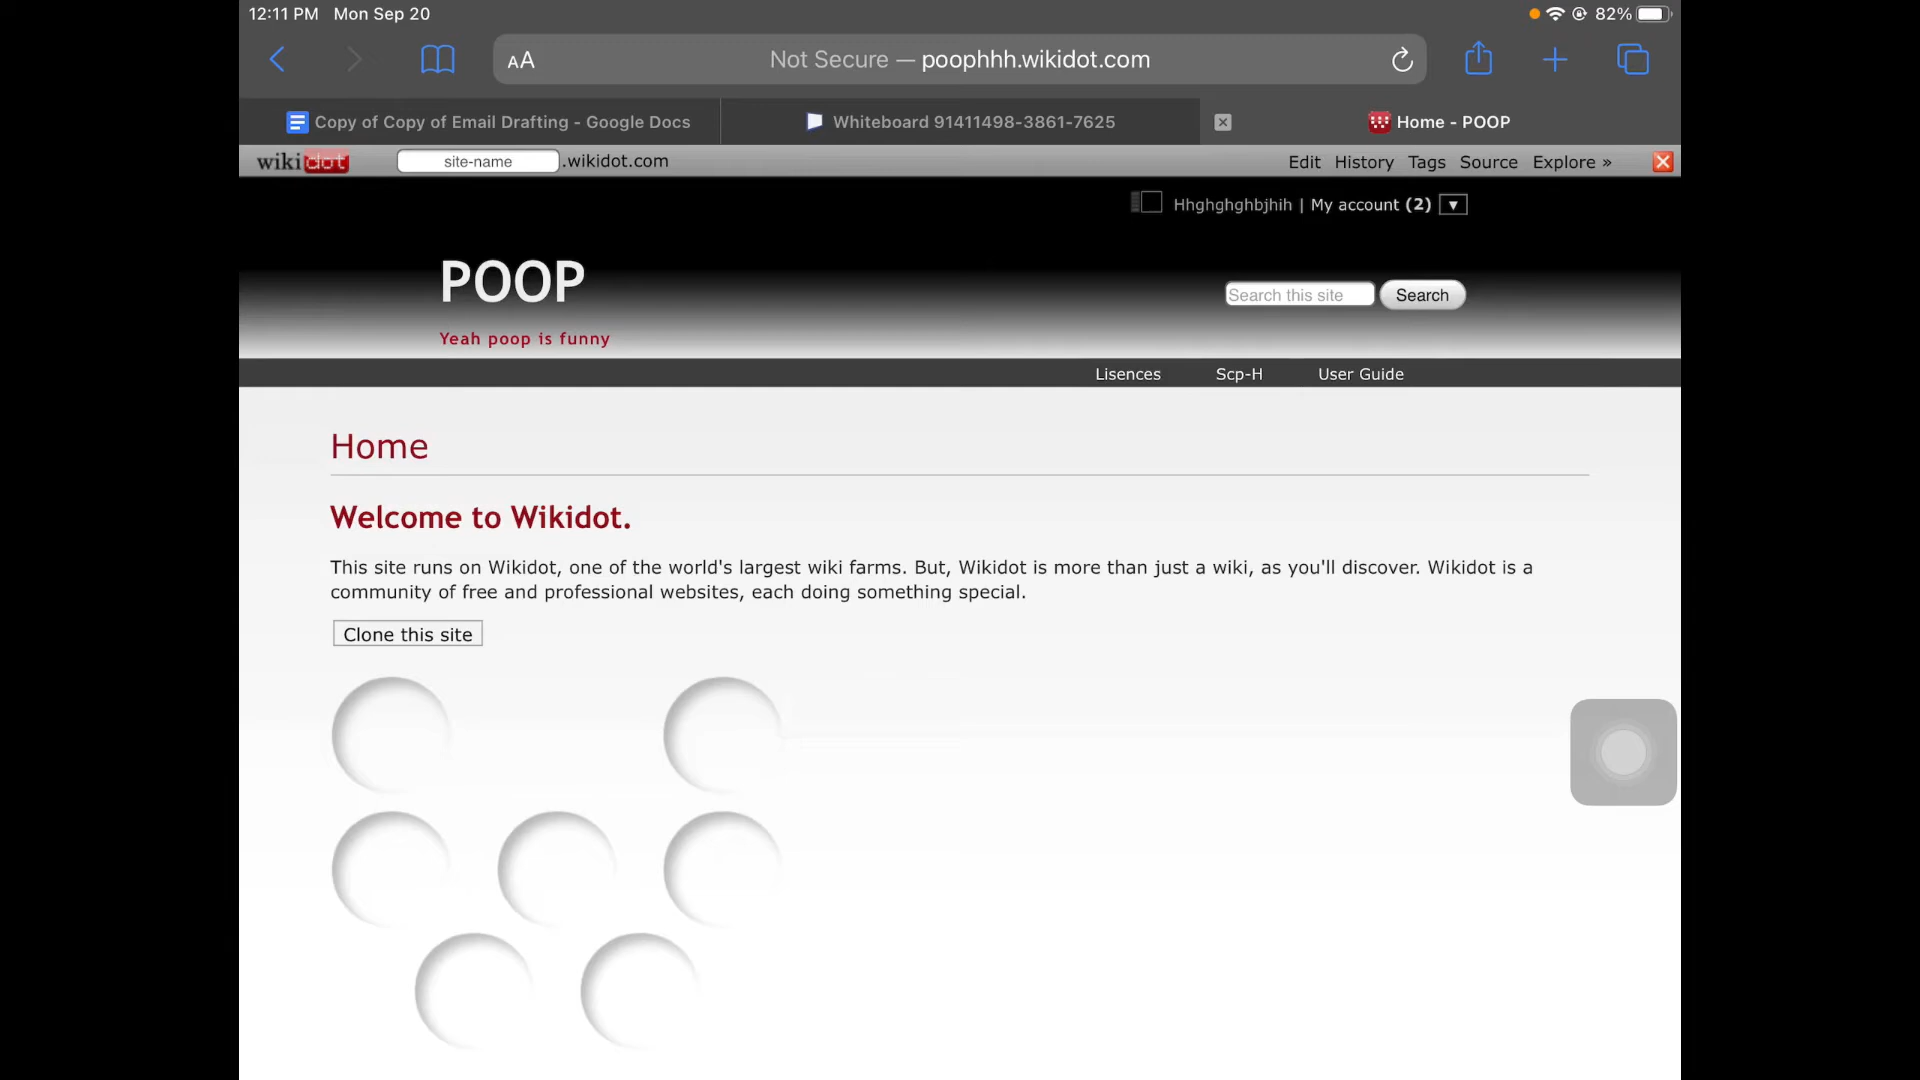 12:11 PM Mon Sep 20
82%
AA
Not Secure — poophhh.wikidot.com
Copy of Copy of Email Drafting - Google Docs
Whiteboard 91411498-3861-7625
Home - POOP
wikidot
site-name .wikidot.com
Edit History Tags Source Explore »
Hhghghghbjhih | My account (2) ▼
POOP
Search this site
Search
Yeah poop is funny
Lisences Scp-H User Guide
Home
Welcome to Wikidot.
This site runs on Wikidot, one of the world's largest wiki farms. But, Wikidot is more than just a wiki, as you'll discover. Wikidot is a
community of free and professional websites, each doing something special.
Clone this site